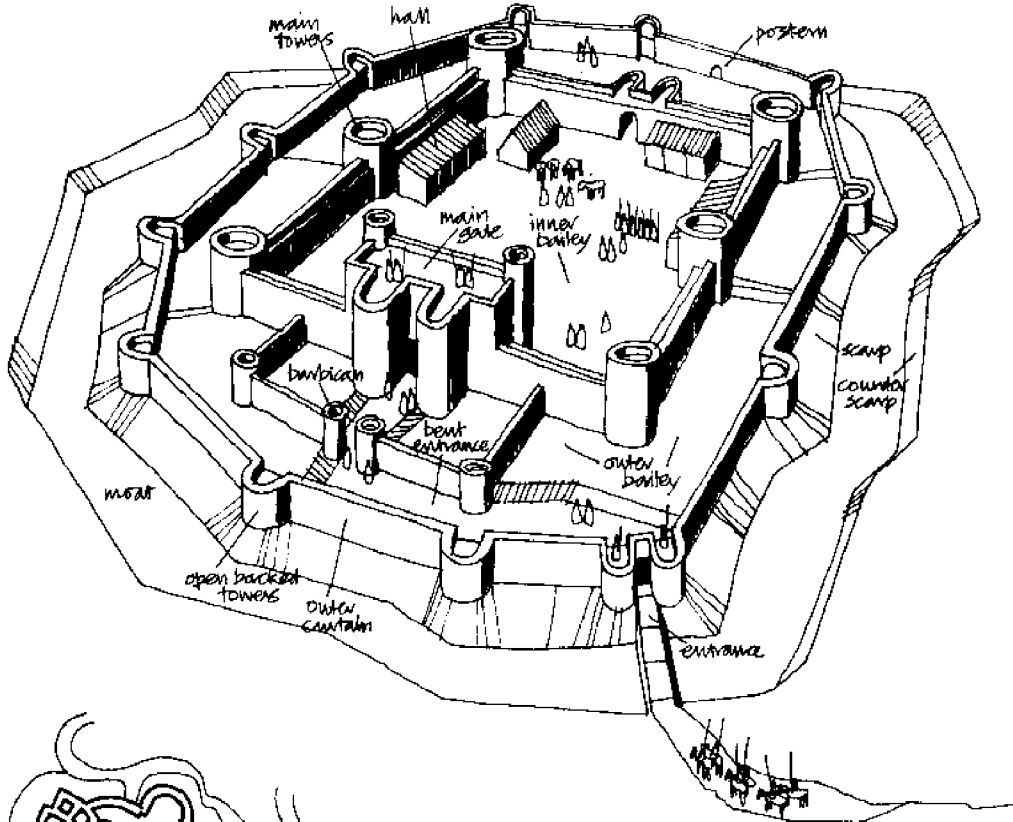 main
towers
hall
postern
main
gate
inner
bailey
scarp
counter
scarp
barbican
bent
entrance
outer
bailey
moat
open backed
towers
outer
curtain
entrance